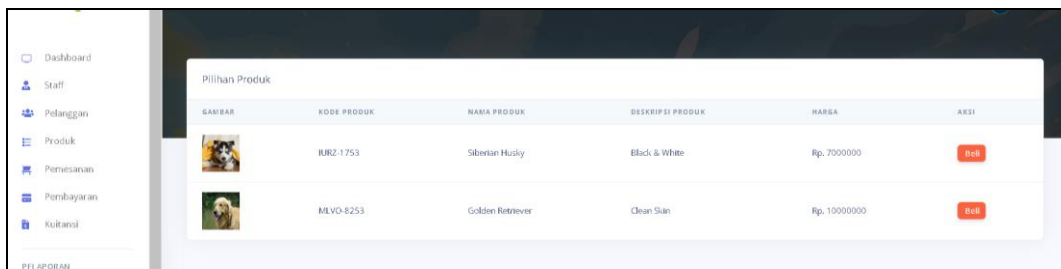 Dashboard
Staff
Pelanggan
Produk
Pemesanan
Pembayaran
Kuitansi
PELAPORAN
Pilihan Produk
GAMBAR KODE PRODUK NAMA PRODUK DESKRIPSI PRODUK HARGA AKSI
IURZ-1753 Siberian Husky Black & White Rp. 7000000 Beli
MLVO-8253 Golden Retriever Clean Skin Rp. 10000000 Beli